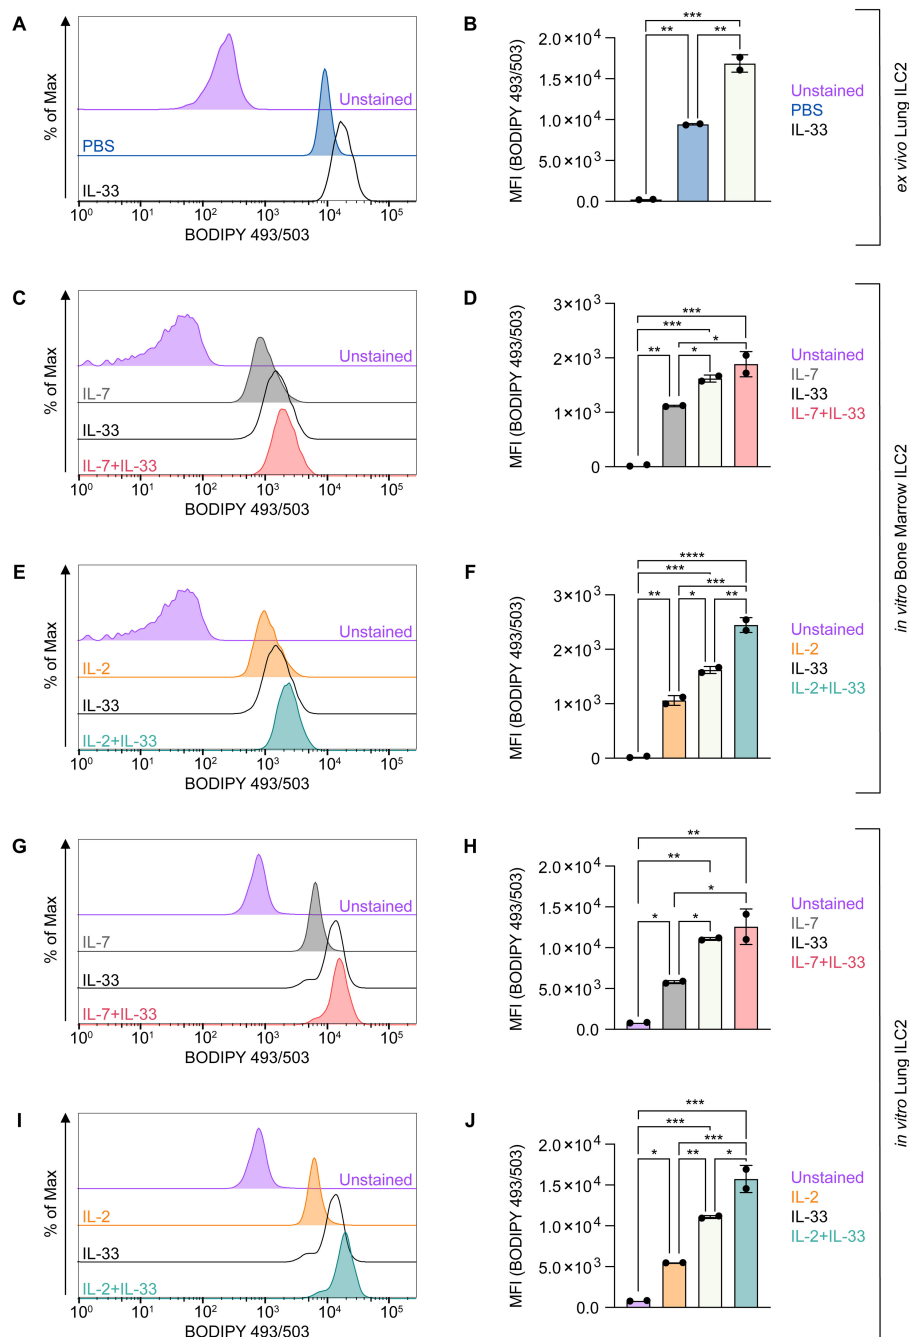 A
% of Max
Unstained
PBS
IL-33
10⁰ 10¹ 10² 10³ 10⁴ 10⁵
BODIPY 493/503
B
MFI (BODIPY 493/503)
2.0×10⁴
1.5×10⁴
1.0×10⁴
5.0×10³
0.0
***
** **
Unstained
PBS
IL-33
ex vivo Lung ILC2
C
% of Max
Unstained
IL-7
IL-33
IL-7+IL-33
10⁰ 10¹ 10² 10³ 10⁴ 10⁵
BODIPY 493/503
D
MFI (BODIPY 493/503)
3×10³
2×10³
1×10³
0
***
***
*
** *
Unstained
IL-7
IL-33
IL-7+IL-33
in vitro Bone Marrow ILC2
E
% of Max
Unstained
IL-2
IL-33
IL-2+IL-33
10⁰ 10¹ 10² 10³ 10⁴ 10⁵
BODIPY 493/503
F
MFI (BODIPY 493/503)
3×10³
2×10³
1×10³
0
****
***
***
** * **
Unstained
IL-2
IL-33
IL-2+IL-33
G
% of Max
Unstained
IL-7
IL-33
IL-7+IL-33
10⁰ 10¹ 10² 10³ 10⁴ 10⁵
BODIPY 493/503
H
MFI (BODIPY 493/503)
2.0×10⁴
1.5×10⁴
1.0×10⁴
5.0×10³
0.0
**
**
*
* *
Unstained
IL-7
IL-33
IL-7+IL-33
in vitro Lung ILC2
I
% of Max
Unstained
IL-2
IL-33
IL-2+IL-33
10⁰ 10¹ 10² 10³ 10⁴ 10⁵
BODIPY 493/503
J
MFI (BODIPY 493/503)
2.0×10⁴
1.5×10⁴
1.0×10⁴
5.0×10³
0.0
***
***
***
* ** *
Unstained
IL-2
IL-33
IL-2+IL-33